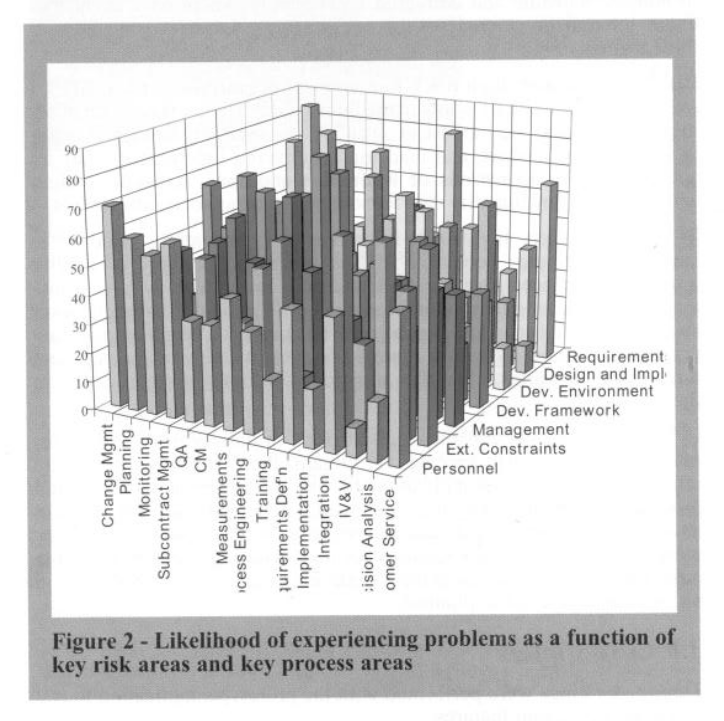 90
80
70
60
50
40
30
20
10
0
Change Mgmt
Planning
Monitoring
Subcontract Mgmt
QA
CM
Measurements
cess Engineering
Training
quirements Def'n
Implementation
Integration
IV&V
ision Analysis
omer Service
Requirement
Design and Impl
Dev. Environment
Dev. Framework
Management
Ext. Constraints
Personnel
Figure 2 - Likelihood of experiencing problems as a function of
key risk areas and key process areas